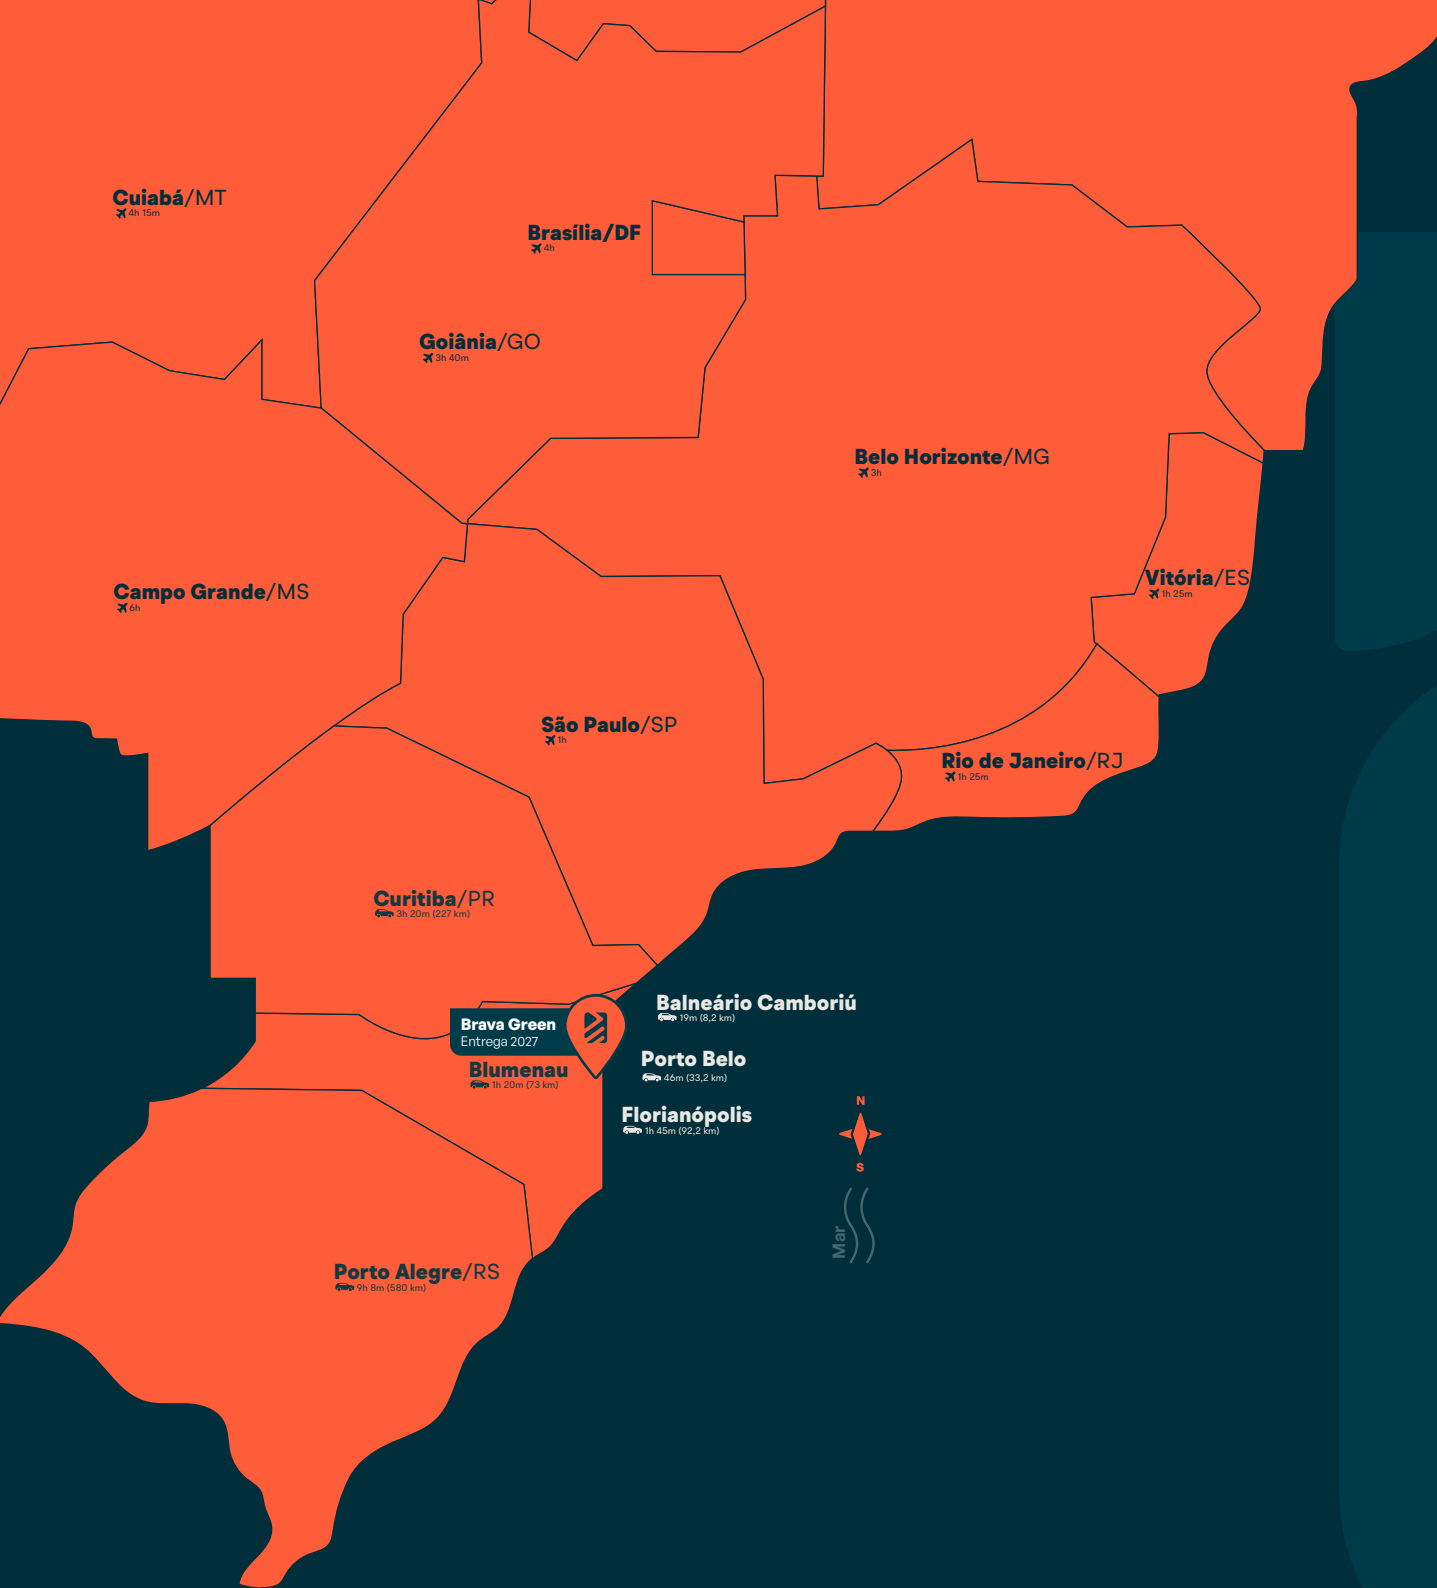 Cuiabá/MT
4h 15m
Brasília/DF
4h
Goiânia/GO
3h 40m
Belo Horizonte/MG
3h
Vitória/ES
1h 25m
Campo Grande/MS
6h
São Paulo/SP
1h
Rio de Janeiro/RJ
1h 25m
Curitiba/PR
3h 20m (227 km)
Balneário Camboriú
19m (8,2 km)
Brava Green
Entrega 2027
Porto Belo
46m (33,2 km)
Blumenau
1h 20m (73 km)
Florianópolis
1h 45m (92,2 km)
N
S
Mar
Porto Alegre/RS
9h 8m (580 km)